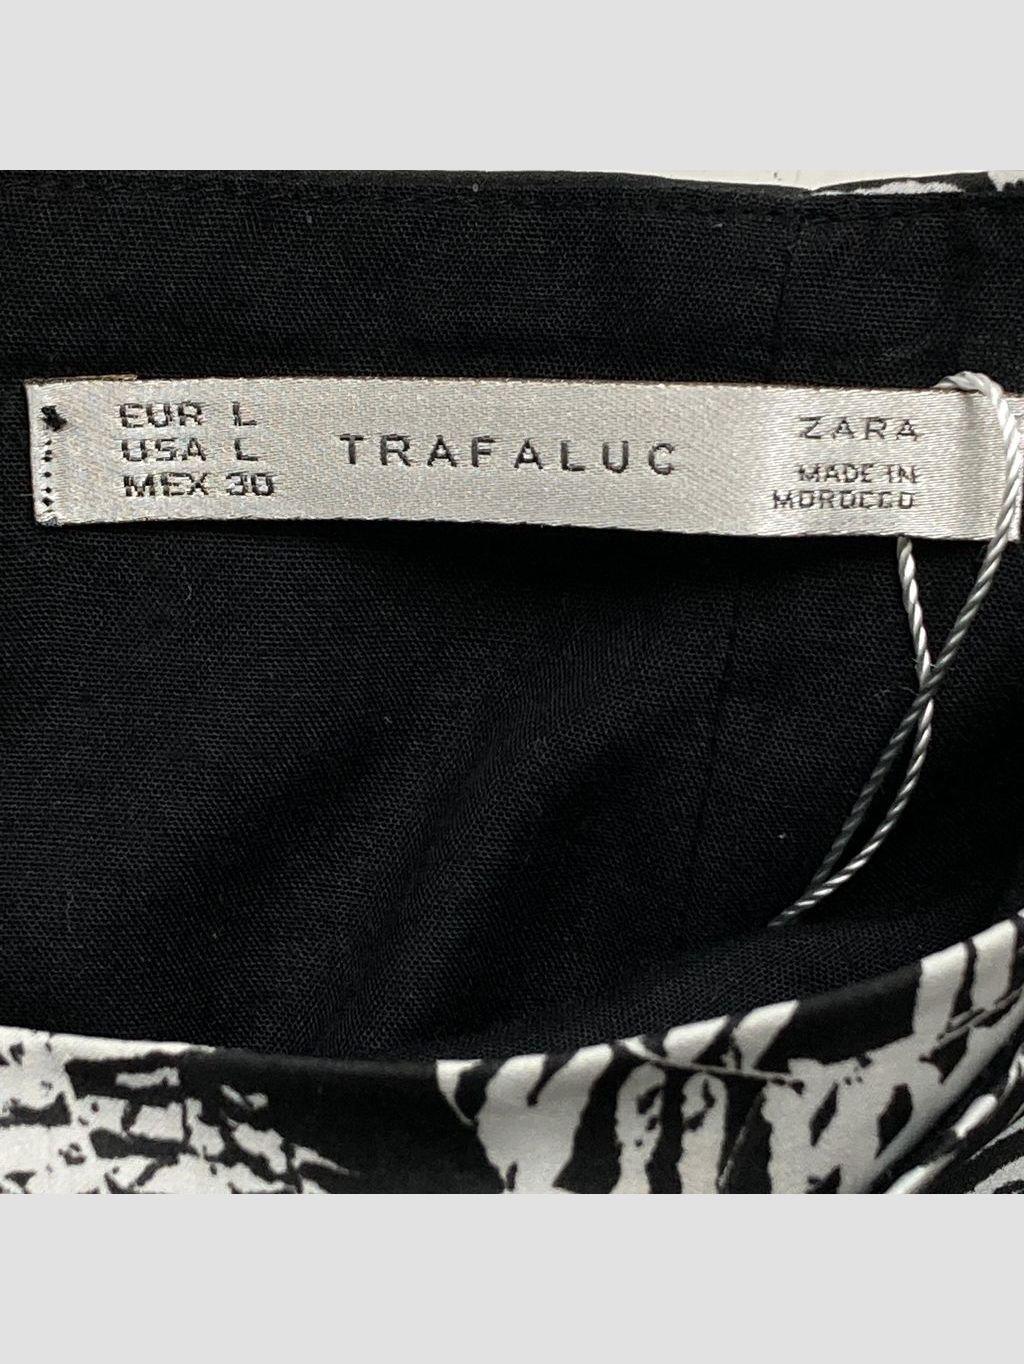 EUR L
USA L
MEX 30
TRAFALUC
ZARA
MADE IN
MOROCCO